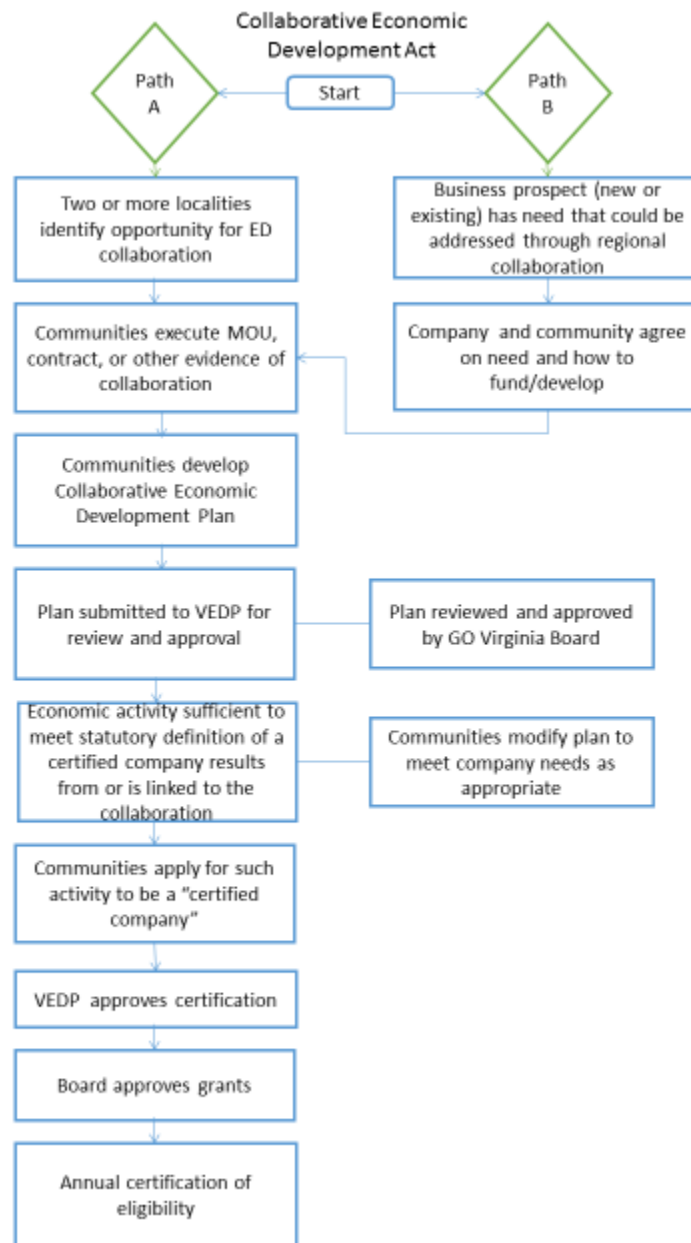 Collaborative Economic
Development Act
Path
A
Start
Path
B
Two or more localities
identify opportunity for ED
collaboration
Business prospect (new or
existing) has need that could be
addressed through regional
collaboration
Communities execute MOU,
contract, or other evidence of
collaboration
Company and community agree
on need and how to
fund/develop
Communities develop
Collaborative Economic
Development Plan
Plan submitted to VEDP for
review and approval
Plan reviewed and approved
by GO Virginia Board
Economic activity sufficient to
meet statutory definition of a
certified company results
from or is linked to the
collaboration
Communities modify plan to
meet company needs as
appropriate
Communities apply for such
activity to be a “certified
company”
VEDP approves certification
Board approves grants
Annual certification of
eligibility